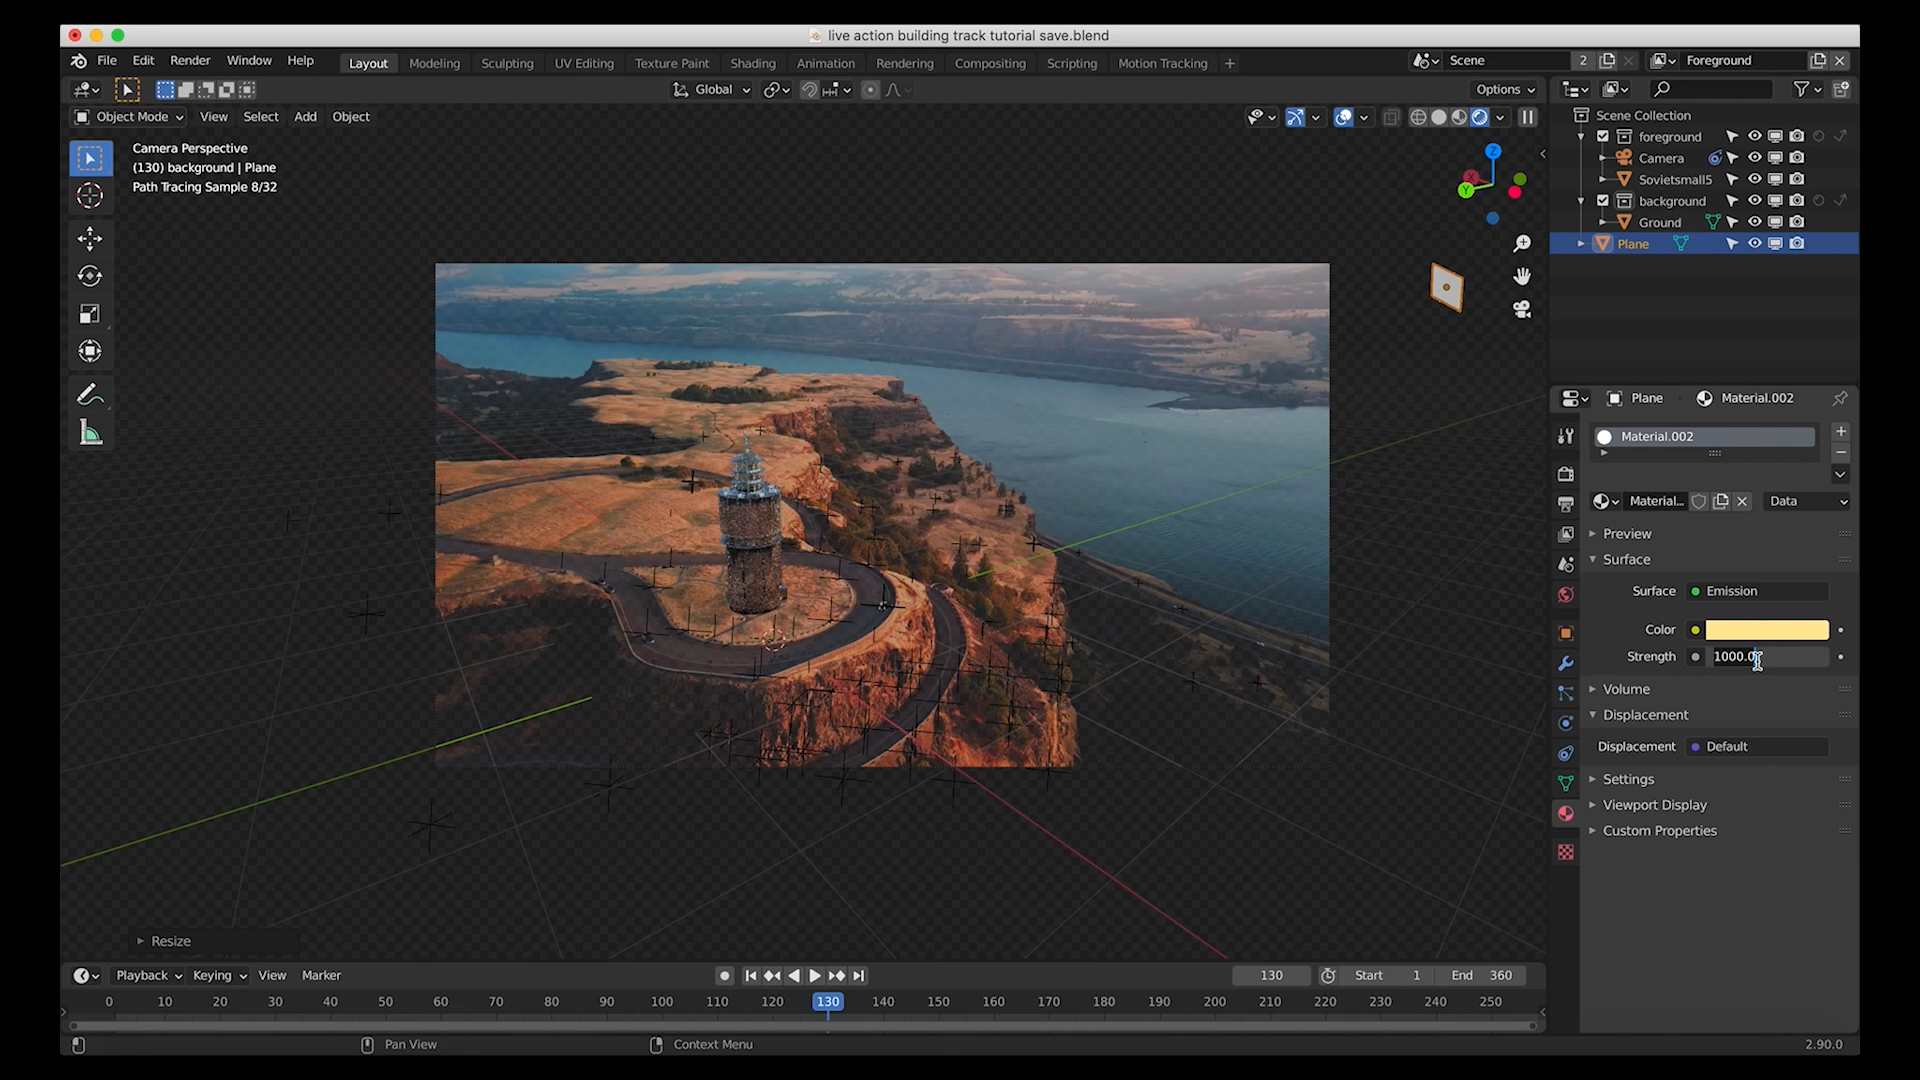 live action building track tutorial save.blend
File Edit Render Window Help Layout Modeling Sculpting UV Editing Texture Paint Shading Animation Rendering Compositing Scripting Motion Tracking + Scene 2 Foreground
Global Options
Object Mode View Select Add Object
Scene Collection
foreground
Camera
Sovietsmall5
background
Ground
Plane
Camera Perspective
(130) background | Plane
Path Tracing Sample 8/32
Z
X
Y
Plane Material.002
Material.002
Material... Data
Preview
Surface
Surface Emission
Color
Strength 1000.0
Volume
Displacement
Displacement Default
Settings
Viewport Display
Custom Properties
Resize
Playback Keying View Marker 130 Start 1 End 360
0 10 20 30 40 50 60 70 80 90 100 110 120 130 140 150 160 170 180 190 200 210 220 230 240 250
Pan View Context Menu 2.90.0